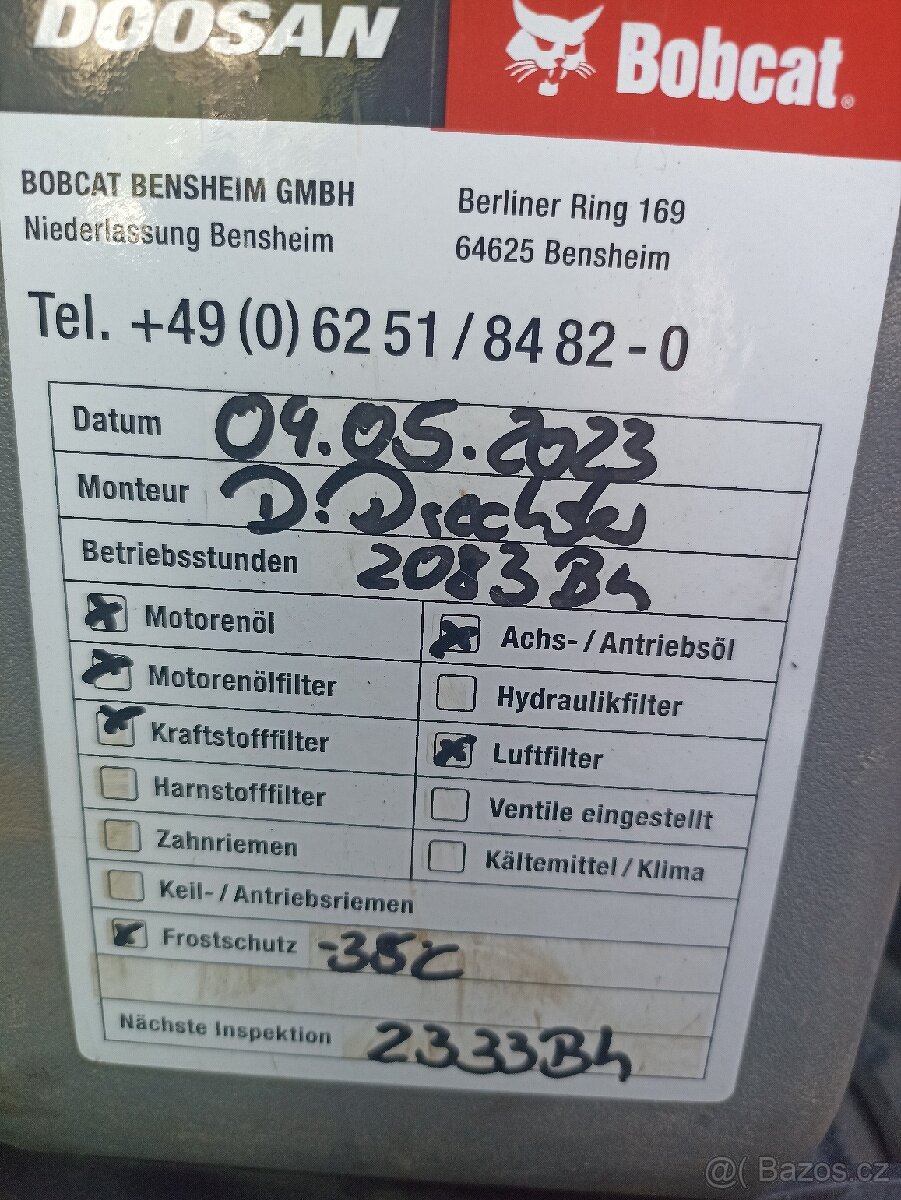 DOOSAN
Bobcat®
BOBCAT BENSHEIM GMBH
Niederlassung Bensheim
Berliner Ring 169
64625 Bensheim
Tel. +49 (0) 62 51 / 84 82 - 0
Datum 04.05.2023
Monteur D. Drechsler
Betriebsstunden 2083 Bh
Motorenöl
Achs- / Antriebsöl
Motorenölfilter
Hydraulikfilter
Kraftstofffilter
Luftfilter
Harnstofffilter
Ventile eingestellt
Zahnriemen
Kältemittel / Klima
Keil- / Antriebsriemen
Frostschutz -38°C
Nächste Inspektion 2333 Bh
@( Bazos.cz